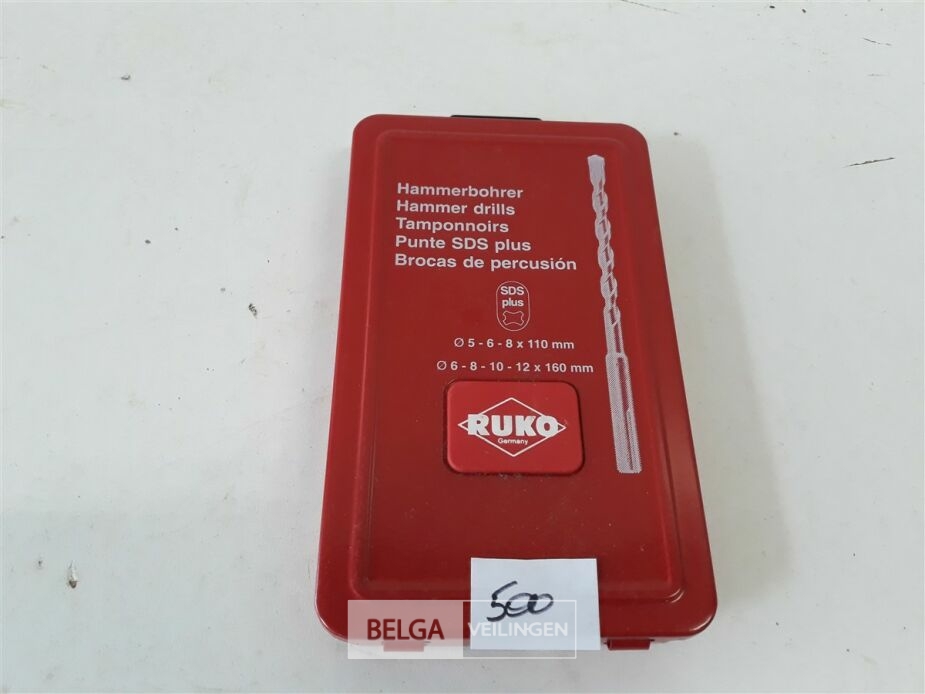 Hammerbohrer
Hammer drills
Tamponnoirs
Punte SDS plus
Brocas de percusión
SDS
plus
Ø 5 - 6 - 8 x 110 mm
Ø 6 - 8 - 10 - 12 x 160 mm
RUKO
Germany
500
BELGA VEILINGEN